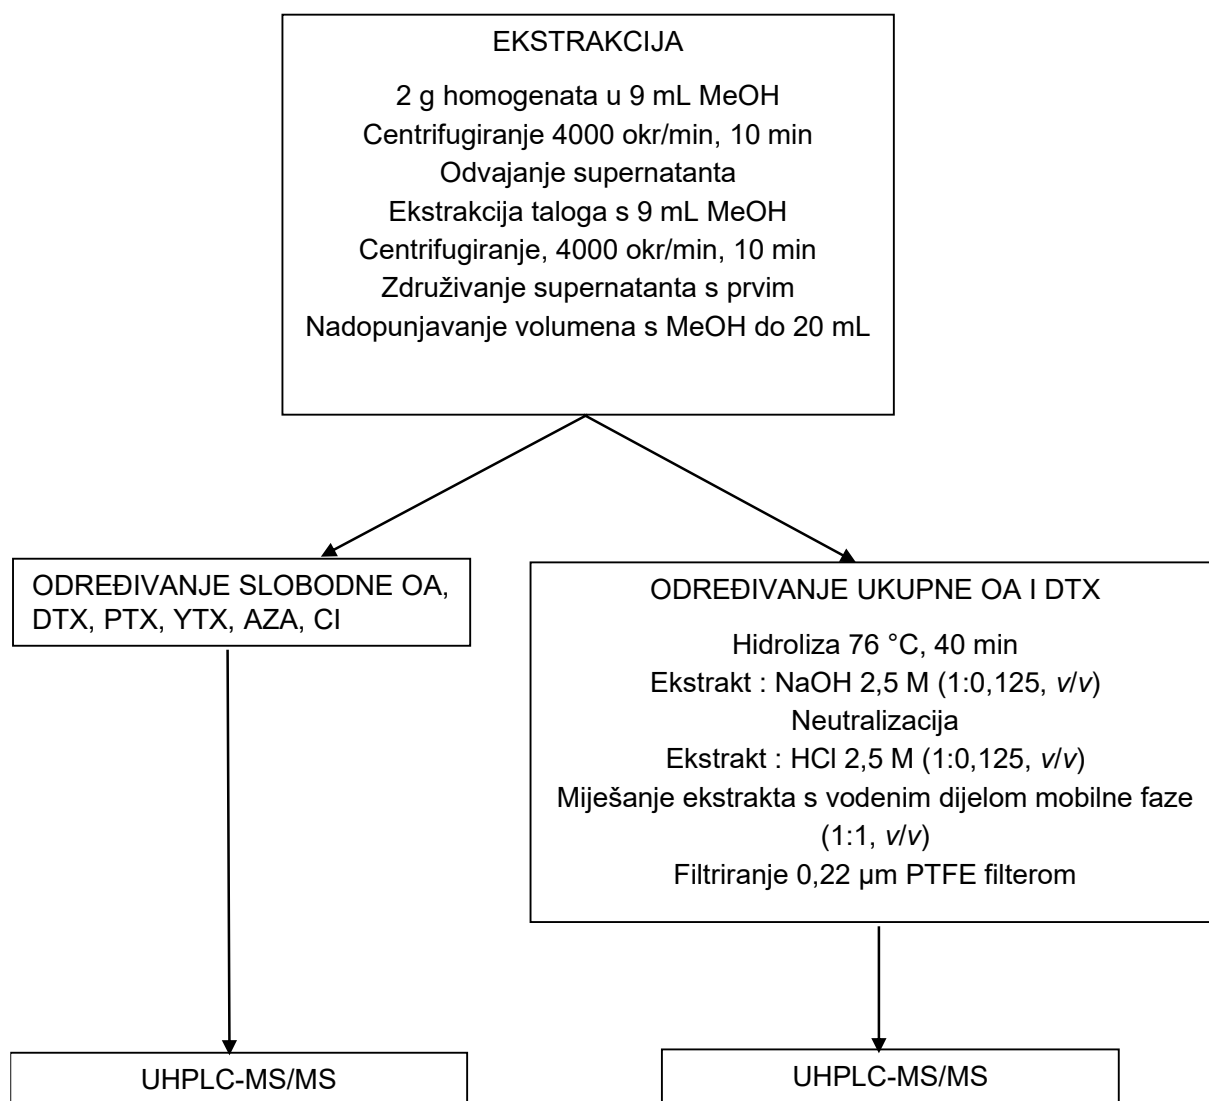 EKSTRAKCIJA
2 g homogenata u 9 mL MeOH
Centrifugiranje 4000 okr/min, 10 min
Odvajanje supernatanta
Ekstrakcija taloga s 9 mL MeOH
Centrifugiranje, 4000 okr/min, 10 min
Združivanje supernatanta s prvim
Nadopunjavanje volumena s MeOH do 20 mL
ODREĐIVANJE SLOBODNE OA,
DTX, PTX, YTX, AZA, CI
ODREĐIVANJE UKUPNE OA I DTX
Hidroliza 76 °C, 40 min
Ekstrakt : NaOH 2,5 M (1:0,125, v/v)
Neutralizacija
Ekstrakt : HCl 2,5 M (1:0,125, v/v)
Miješanje ekstrakta s vodenim dijelom mobilne faze
(1:1, v/v)
Filtriranje 0,22 µm PTFE filterom
UHPLC-MS/MS
UHPLC-MS/MS